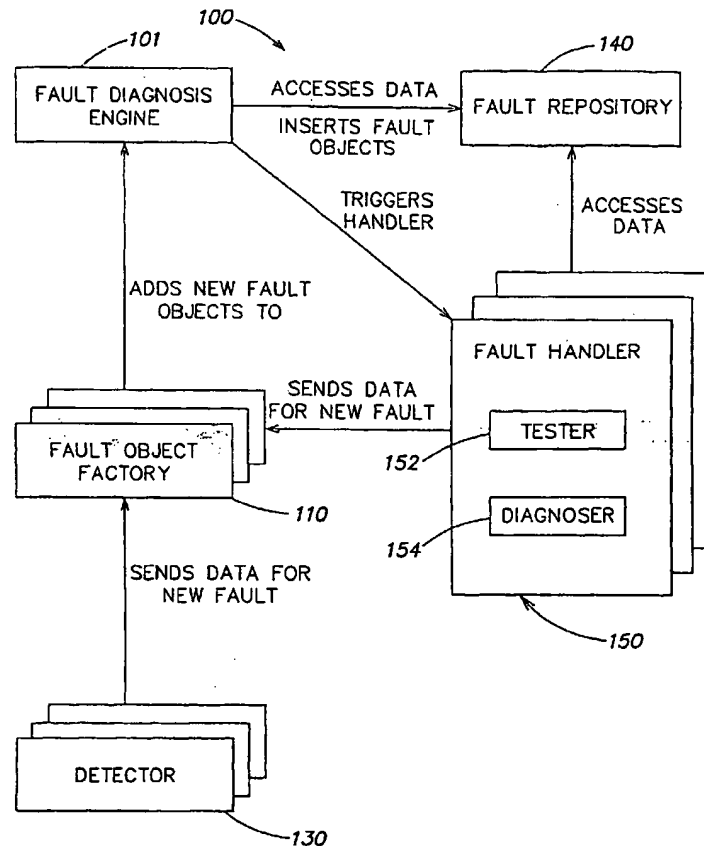 100
101
FAULT DIAGNOSIS
ENGINE
ACCESSES DATA
INSERTS FAULT
OBJECTS
140
FAULT REPOSITORY
TRIGGERS
HANDLER
ACCESSES
DATA
ADDS NEW FAULT
OBJECTS TO
FAULT HANDLER
SENDS DATA
FOR NEW FAULT
TESTER
152
FAULT OBJECT
FACTORY
110
DIAGNOSER
154
150
SENDS DATA FOR
NEW FAULT
DETECTOR
130